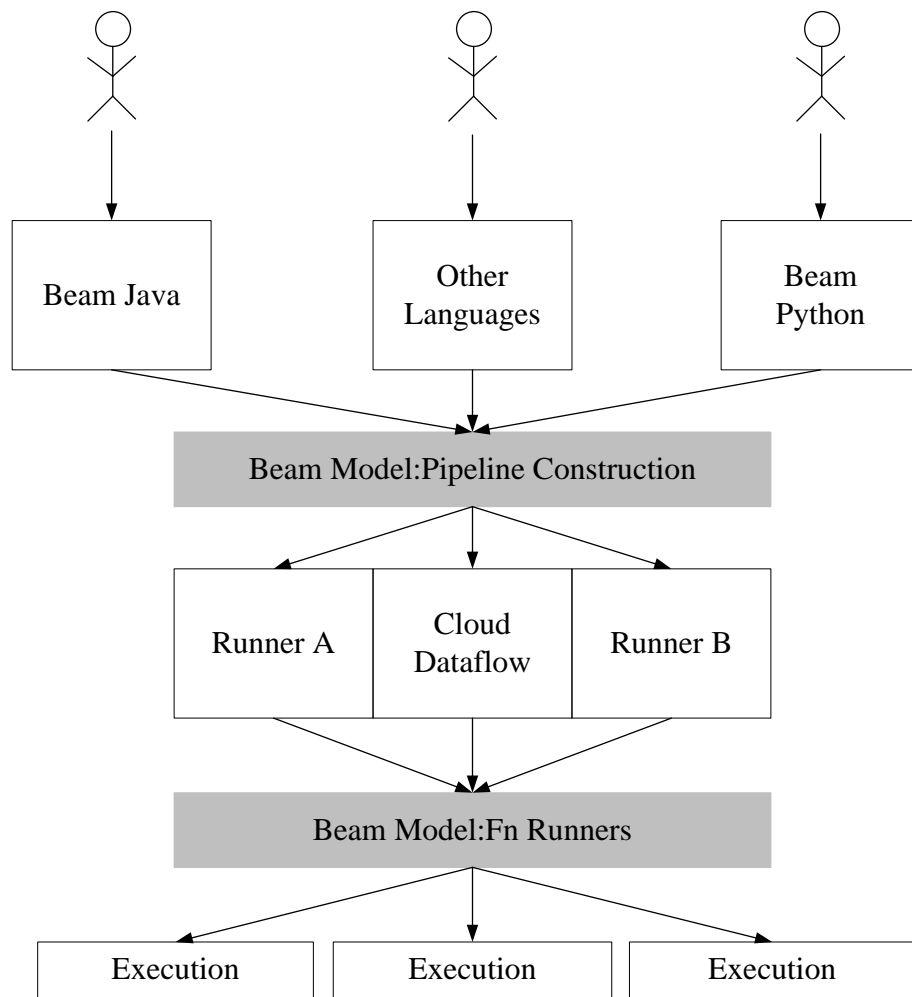 Beam Java
Other
Languages
Beam
Python
Beam Model:Pipeline Construction
Runner A
Cloud
Dataflow
Runner B
Beam Model:Fn Runners
Execution
Execution
Execution